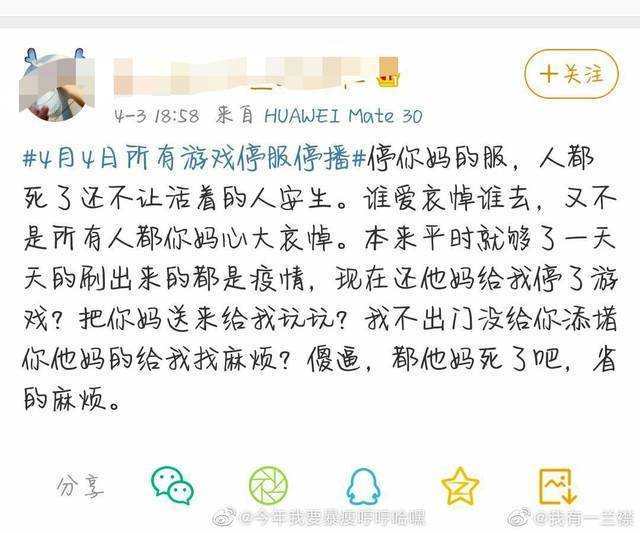 +关注
4-3 18:58 来自 HUAWEI Mate 30
#4月4日所有游戏停服停播#停你妈的服，人都
死了还不让活着的人安生。谁爱哀悼谁去，又不
是所有人都你妈心大哀悼。本来平时就够了一天
天的刷出来的都是疫情，现在还他妈给我停了游
戏？把你妈送来给我玩玩？我不出门没给你添堵
你他妈的给我找麻烦？傻逼，都他妈死了吧，省
的麻烦。
分享
@今年我要暴瘦哼哼哈嘿
@我有一兰襟